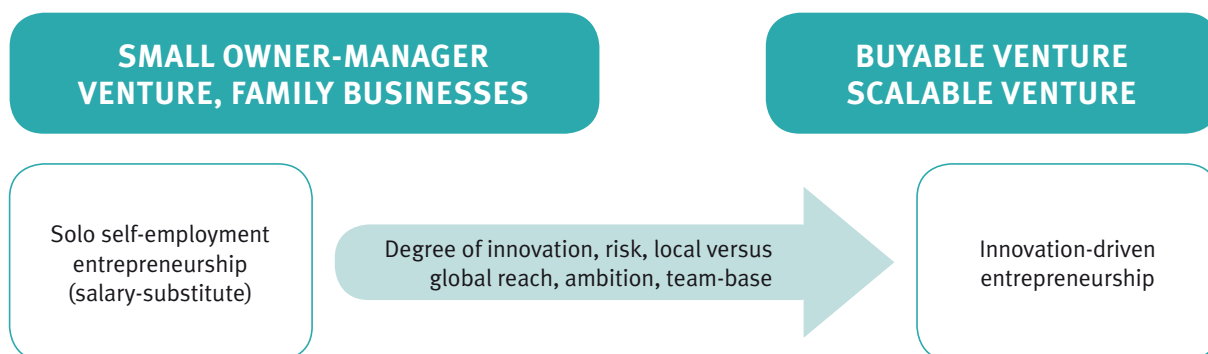 SMALL OWNER-MANAGER
VENTURE, FAMILY BUSINESSES
BUYABLE VENTURE
SCALABLE VENTURE
Solo self-employment
entrepreneurship
(salary-substitute)
Degree of innovation, risk, local versus
global reach, ambition, team-base
Innovation-driven
entrepreneurship